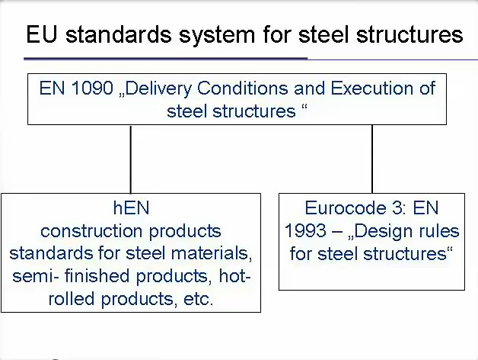 EU standards system for steel structures
EN 1090 „Delivery Conditions and Execution of
steel structures “
hEN
construction products
standards for steel materials,
semi- finished products, hot-
rolled products, etc.
Eurocode 3: EN
1993 – „Design rules
for steel structures“